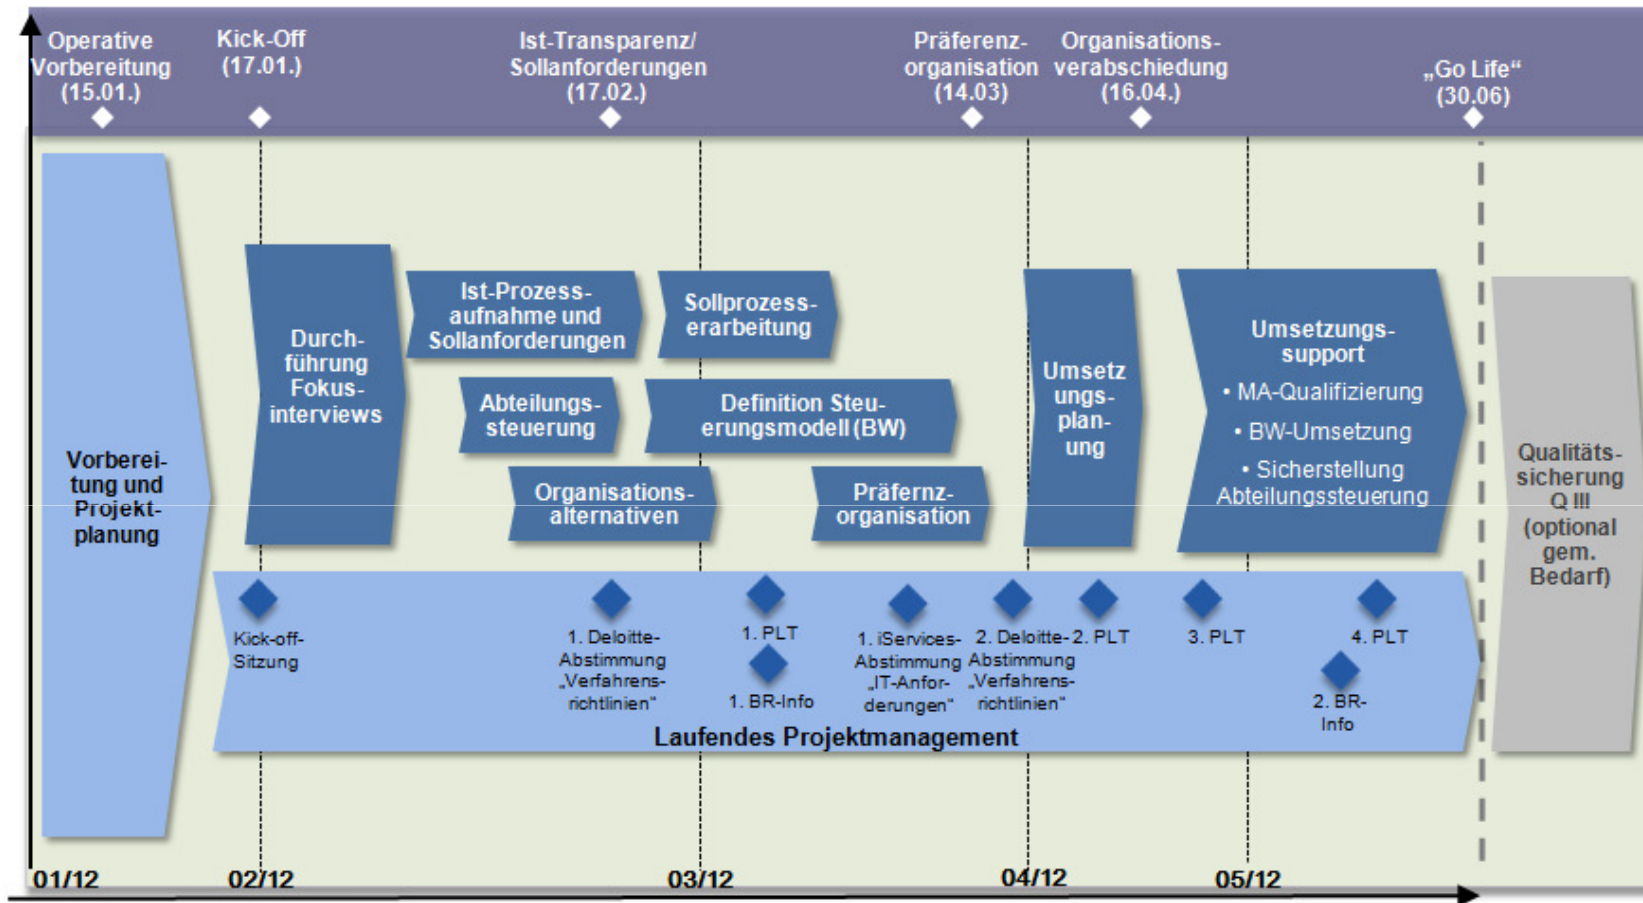 Operative
Vorbereitung
(15.01.)
Kick-Off
(17.01.)
Ist-Transparenz/
Sollanforderungen
(17.02.)
Präferenz-
organisation
(14.03)
Organisations-
verabschiedung
(16.04.)
„Go Life“
(30.06)
Vorberei-
tung und
Projekt-
planung
Durch-
führung
Fokus-
interviews
Ist-Prozess-
aufnahme und
Sollanforderungen
Sollprozess-
erarbeitung
Abteilungs-
steuerung
Definition Steu-
erungsmodell (BW)
Organisations-
alternativen
Präfernz-
organisation
Umsetz
ungs-
plan-
ung
Umsetzungs-
support
• MA-Qualifizierung
• BW-Umsetzung
• Sicherstellung
Abteilungssteuerung
Qualitäts-
sicherung
Q III
(optional
gem.
Bedarf)
Kick-off-
Sitzung
1. Deloitte-
Abstimmung
„Verfahrens-
richtlinien“
1. PLT
1. BR-Info
1. iServices-
Abstimmung
„IT-Anfor-
derungen“
2. Deloitte-
Abstimmung
„Verfahrens-
richtlinien“
2. PLT
3. PLT
4. PLT
2. BR-
Info
Laufendes Projektmanagement
01/12
02/12
03/12
04/12
05/12